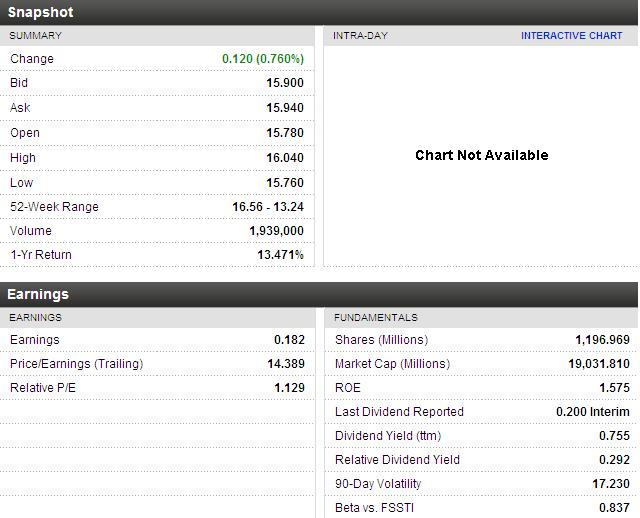 Snapshot
SUMMARY
Change 0.120 (0.760%)
Bid 15.900
Ask 15.940
Open 15.780
High 16.040
Low 15.760
52-Week Range 16.56 - 13.24
Volume 1,939,000
1-Yr Return 13.471%
INTRA-DAY INTERACTIVE CHART
Chart Not Available
Earnings
EARNINGS
Earnings 0.182
Price/Earnings (Trailing) 14.389
Relative P/E 1.129
FUNDAMENTALS
Shares (Millions) 1,196.969
Market Cap (Millions) 19,031.810
ROE 1.575
Last Dividend Reported 0.200 Interim
Dividend Yield (ttm) 0.755
Relative Dividend Yield 0.292
90-Day Volatility 17.230
Beta vs. FSSTI 0.837